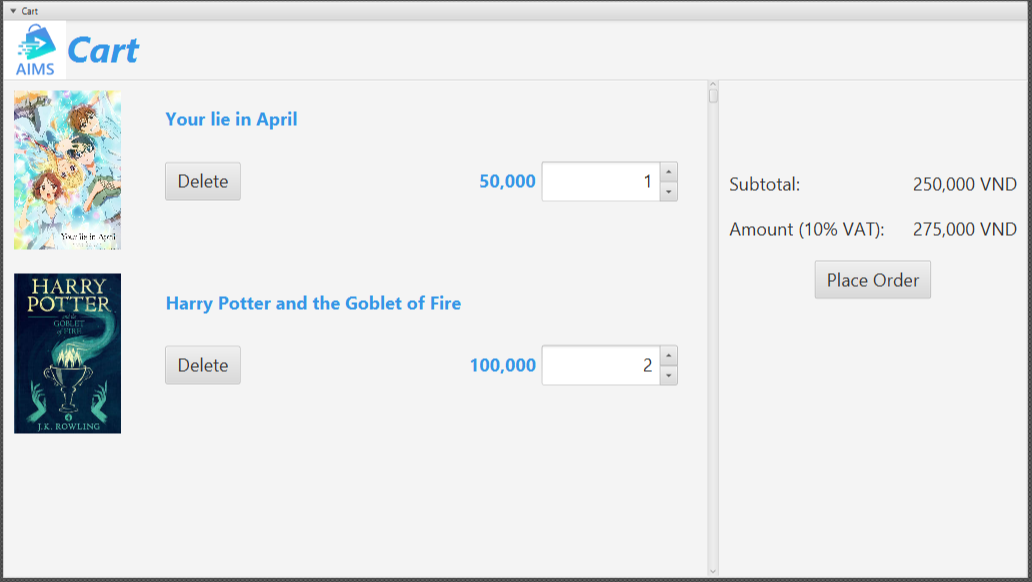 Cart
AIMS
Cart
Your lie in April
Your lie in April
Delete
50,000
1
HARRY
POTTER
and the
GOBLET
of FIRE
J.K. ROWLING
Harry Potter and the Goblet of Fire
Delete
100,000
2
Subtotal:
250,000 VND
Amount (10% VAT):
275,000 VND
Place Order